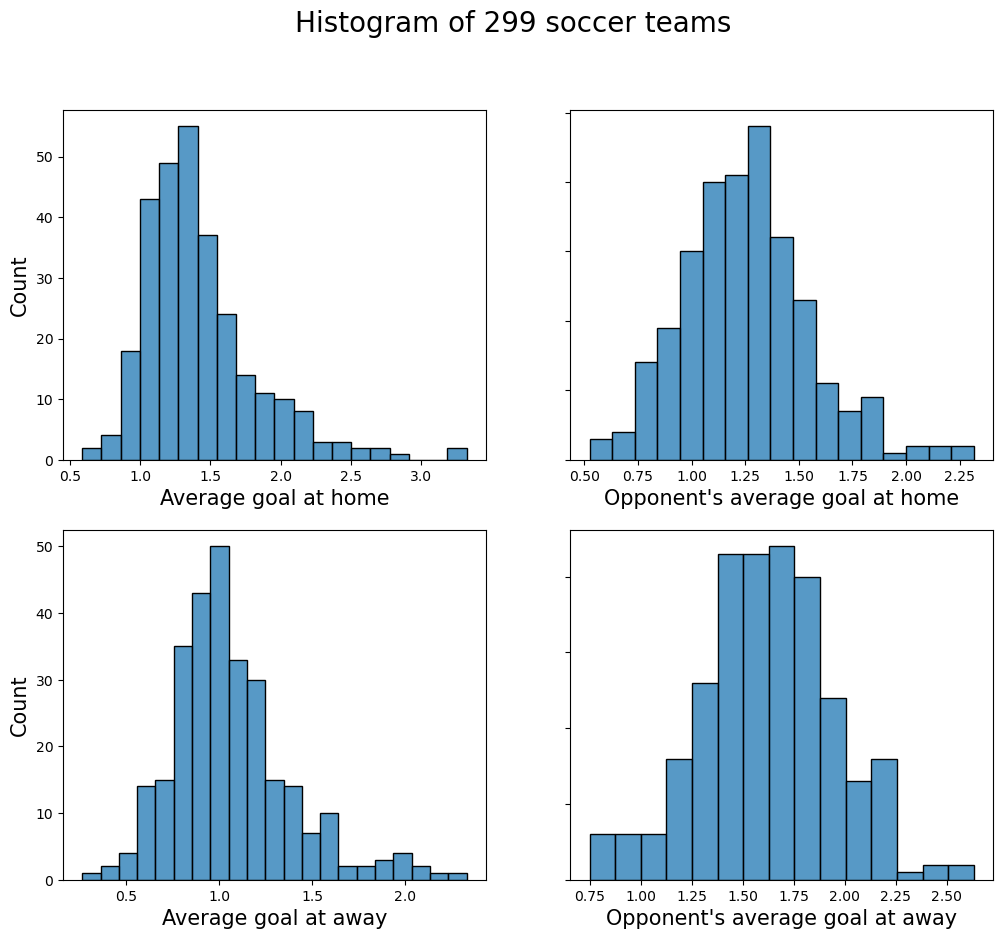 Histogram of 299 soccer teams
50
40
30
20
10
0
Count
0.5 1.0 1.5 2.0 2.5 3.0
Average goal at home
0.50 0.75 1.00 1.25 1.50 1.75 2.00 2.25
Opponent's average goal at home
50
40
30
20
10
0
Count
0.5 1.0 1.5 2.0
Average goal at away
0.75 1.00 1.25 1.50 1.75 2.00 2.25 2.50
Opponent's average goal at away